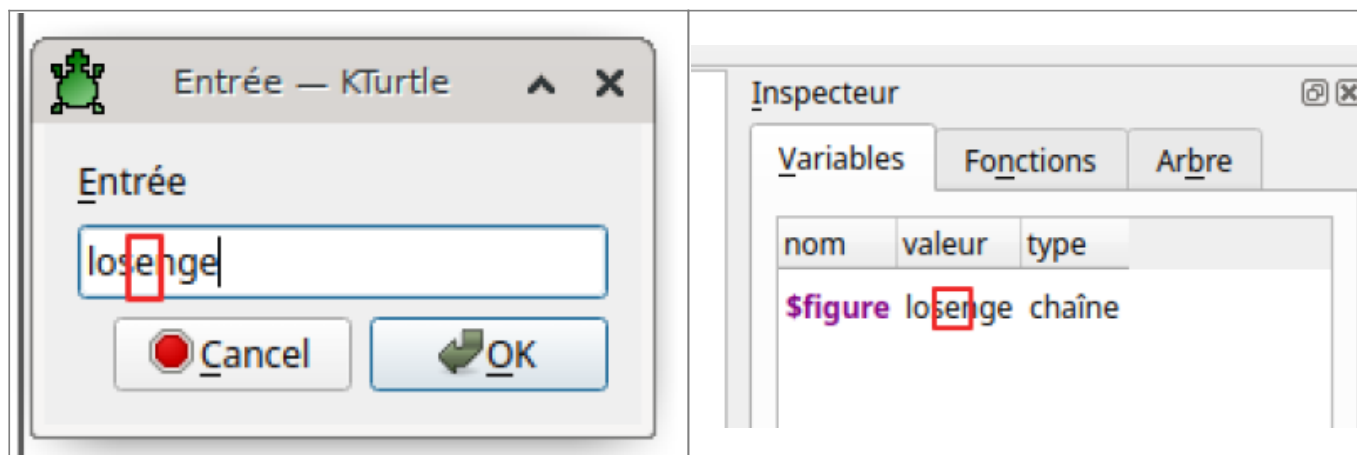 Entrée — KTurtle
Entrée
losenge
Cancel OK
Inspecteur
Variables Fonctions Arbre
nom valeur type
$figure losenge chaîne